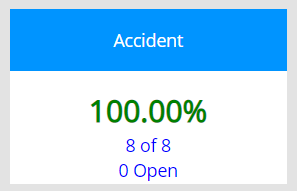 Accident
100.00%
8 of 8
0 Open